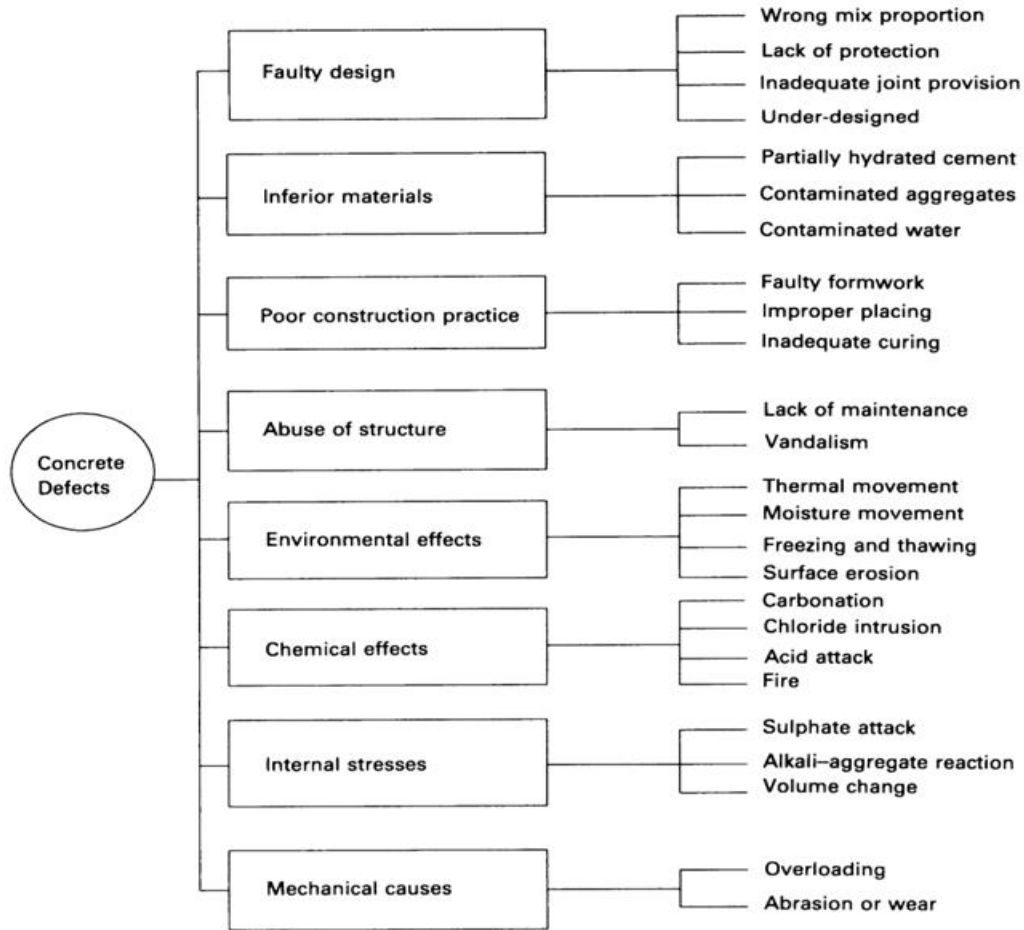 Concrete
Defects
Faulty design
Wrong mix proportion
Lack of protection
Inadequate joint provision
Under-designed
Inferior materials
Partially hydrated cement
Contaminated aggregates
Contaminated water
Poor construction practice
Faulty formwork
Improper placing
Inadequate curing
Abuse of structure
Lack of maintenance
Vandalism
Environmental effects
Thermal movement
Moisture movement
Freezing and thawing
Surface erosion
Chemical effects
Carbonation
Chloride intrusion
Acid attack
Fire
Internal stresses
Sulphate attack
Alkali–aggregate reaction
Volume change
Mechanical causes
Overloading
Abrasion or wear